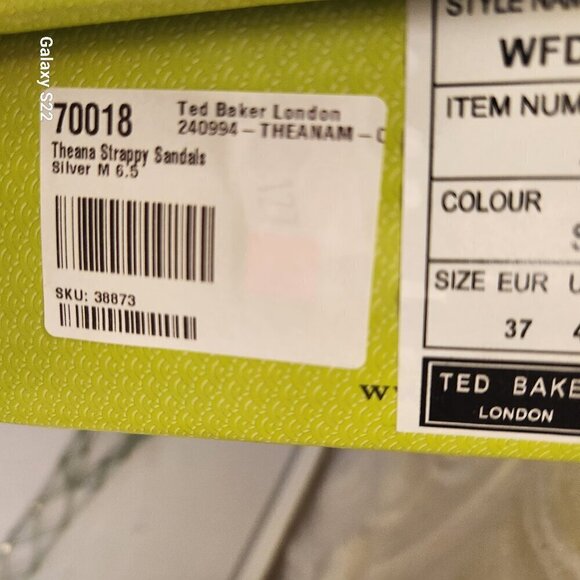 Galaxy S22
70018
Ted Baker London
240994 - THEANAM -
Theana Strappy Sandals
Silver M 6.5
SKU: 38873
STYLE
WFD
ITEM NUM
COLOUR
SIZE EUR
37
TED BAKE
LONDON